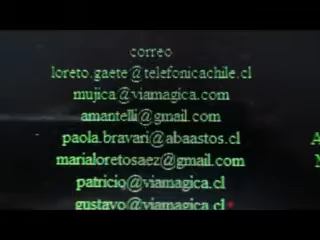 correo
loreto.gaete@telefonicachile.cl
mujica@viamagica.com
amantelli@gmail.com
paola.bravari@abaastos.cl
marialoretosaez@gmail.com
patricio@viamagica.cl
gustavo@viamagica.cl